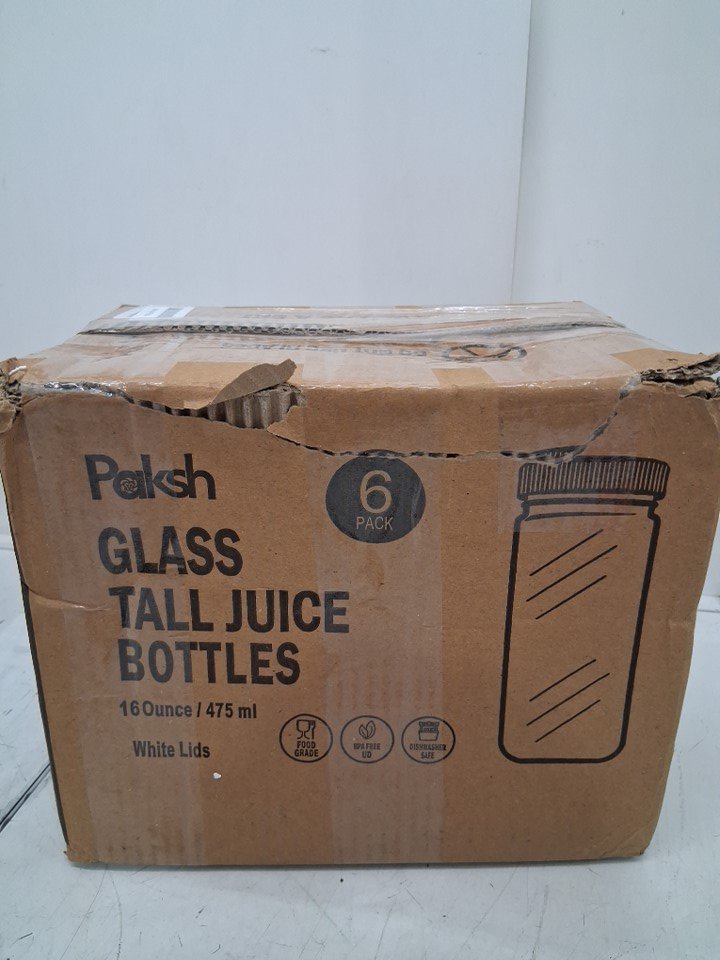 Paksh
6
PACK
GLASS
TALL JUICE
BOTTLES
16 Ounce / 475 ml
White Lids
FOOD
GRADE
BPA FREE
LID
DISHWASHER
SAFE